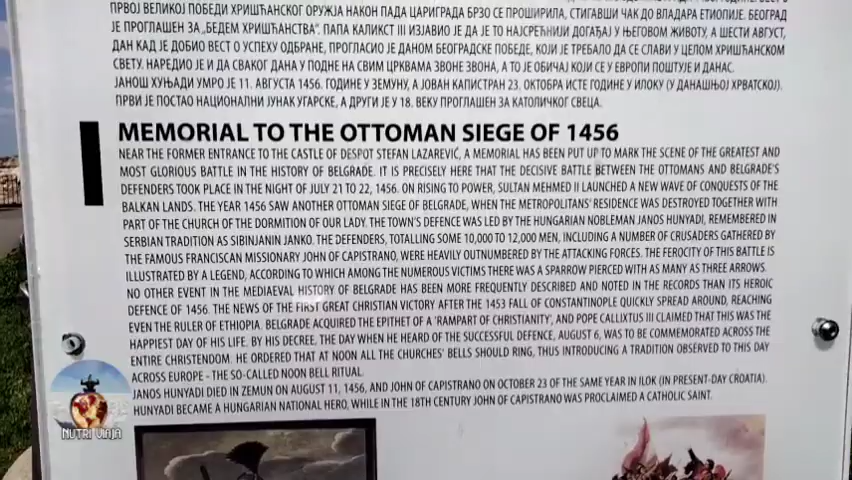 ПРВОЈ ВЕЛИКОЈ ПОБЕДИ ХРИШЋАНСКОГ ОРУЖЈА НАКОН ПАДА ЦАРИГРАДА БРЗО СЕ ПРОШИРИЛА, СТИГАВШИ ЧАК ДО ВЛАДАРА ЕТИОПИЈЕ. БЕОГРАД
ЈЕ ПРОГЛАШЕН ЗА „БЕДЕМ ХРИШЋАНСТВА“. ПАПА КАЛИКСТ III ИЗЈАВИО ЈЕ ДА ЈЕ ТО НАЈСРЕЋНИЈИ ДОГАЂАЈ У ЊЕГОВОМ ЖИВОТУ, А ШЕСТИ АВГУСТ,
ДАН КАД ЈЕ ДОБИО ВЕСТ О УСПЕХУ ОДБРАНЕ, ПРОГЛАСИО ЈЕ ДАНОМ БЕОГРАДСКЕ ПОБЕДЕ, КОЈИ ЈЕ ТРЕБАЛО ДА СЕ СЛАВИ У ЦЕЛОМ ХРИШЋАНСКОМ
СВЕТУ. НАРЕДИО ЈЕ И ДА СВАКОГ ДАНА У ПОДНЕ НА СВИМ ЦРКВАМА ЗВОНЕ ЗВОНА, А ТО ЈЕ ОБИЧАЈ КОЈИ СЕ У ЕВРОПИ ПОШТУЈЕ И ДАНАС.
ЈАНОШ ХУЊАДИ УМРО ЈЕ 11. АВГУСТА 1456. ГОДИНЕ У ЗЕМУНУ, А ЈОВАН КАПИСТРАН 23. ОКТОБРА ИСТЕ ГОДИНЕ У ИЛОКУ (У ДАНАШЊОЈ ХРВАТСКОЈ).
ПРВИ ЈЕ ПОСТАО НАЦИОНАЛНИ ЈУНАК УГАРСКЕ, А ДРУГИ ЈЕ У 18. ВЕКУ ПРОГЛАШЕН ЗА КАТОЛИЧКОГ СВЕЦА.
MEMORIAL TO THE OTTOMAN SIEGE OF 1456
NEAR THE FORMER ENTRANCE TO THE CASTLE OF DESPOT STEFAN LAZAREVIĆ, A MEMORIAL HAS BEEN PUT UP TO MARK THE SCENE OF THE GREATEST AND
MOST GLORIOUS BATTLE IN THE HISTORY OF BELGRADE. IT IS PRECISELY HERE THAT THE DECISIVE BATTLE BETWEEN THE OTTOMANS AND BELGRADE'S
DEFENDERS TOOK PLACE IN THE NIGHT OF JULY 21 TO 22, 1456. ON RISING TO POWER, SULTAN MEHMED II LAUNCHED A NEW WAVE OF CONQUESTS OF THE
BALKAN LANDS. THE YEAR 1456 SAW ANOTHER OTTOMAN SIEGE OF BELGRADE, WHEN THE METROPOLITANS' RESIDENCE WAS DESTROYED TOGETHER WITH
PART OF THE CHURCH OF THE DORMITION OF OUR LADY. THE TOWN'S DEFENCE WAS LED BY THE HUNGARIAN NOBLEMAN JANOS HUNYADI, REMEMBERED IN
SERBIAN TRADITION AS SIBINJANIN JANKO. THE DEFENDERS, TOTALLING SOME 10,000 TO 12,000 MEN, INCLUDING A NUMBER OF CRUSADERS GATHERED BY
THE FAMOUS FRANCISCAN MISSIONARY JOHN OF CAPISTRANO, WERE HEAVILY OUTNUMBERED BY THE ATTACKING FORCES. THE FEROCITY OF THIS BATTLE IS
ILLUSTRATED BY A LEGEND, ACCORDING TO WHICH AMONG THE NUMEROUS VICTIMS THERE WAS A SPARROW PIERCED WITH AS MANY AS THREE ARROWS.
NO OTHER EVENT IN THE MEDIAEVAL HISTORY OF BELGRADE HAS BEEN MORE FREQUENTLY DESCRIBED AND NOTED IN THE RECORDS THAN ITS HEROIC
DEFENCE OF 1456. THE NEWS OF THE FIRST GREAT CHRISTIAN VICTORY AFTER THE 1453 FALL OF CONSTANTINOPLE QUICKLY SPREAD AROUND, REACHING
EVEN THE RULER OF ETHIOPIA. BELGRADE ACQUIRED THE EPITHET OF A 'RAMPART OF CHRISTIANITY', AND POPE CALLIXTUS III CLAIMED THAT THIS WAS THE
HAPPIEST DAY OF HIS LIFE. BY HIS DECREE, THE DAY WHEN HE HEARD OF THE SUCCESSFUL DEFENCE, AUGUST 6, WAS TO BE COMMEMORATED ACROSS THE
ENTIRE CHRISTENDOM. HE ORDERED THAT AT NOON ALL THE CHURCHES' BELLS SHOULD RING, THUS INTRODUCING A TRADITION OBSERVED TO THIS DAY
ACROSS EUROPE - THE SO-CALLED NOON BELL RITUAL.
JANOS HUNYADI DIED IN ZEMUN ON AUGUST 11, 1456, AND JOHN OF CAPISTRANO ON OCTOBER 23 OF THE SAME YEAR IN ILOK (IN PRESENT-DAY CROATIA).
HUNYADI BECAME A HUNGARIAN NATIONAL HERO, WHILE IN THE 18TH CENTURY JOHN OF CAPISTRANO WAS PROCLAIMED A CATHOLIC SAINT.
NUTRI VIAJA